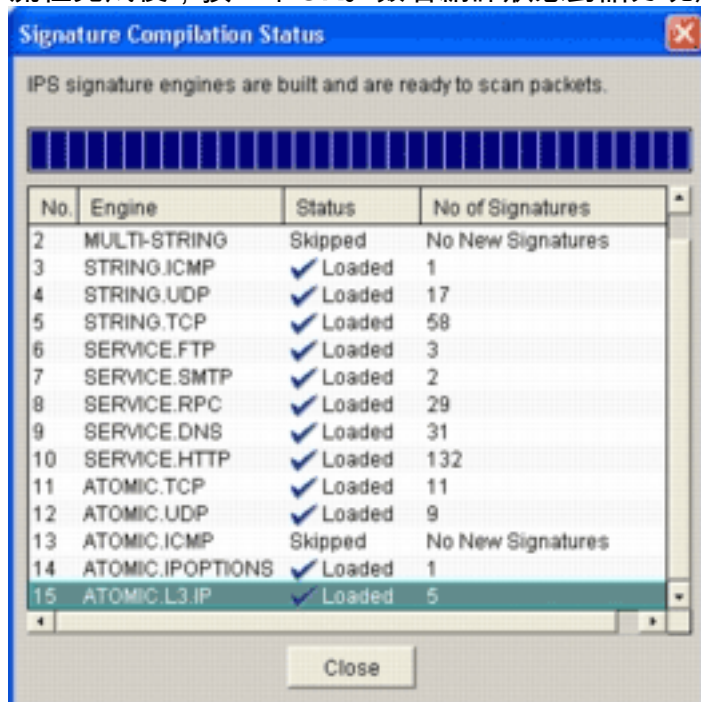 Signature Compilation Status
IPS signature engines are built and are ready to scan packets.
No. Engine Status No of Signatures
2 MULTI-STRING Skipped No New Signatures
3 STRING.ICMP Loaded 1
4 STRING.UDP Loaded 17
5 STRING.TCP Loaded 58
6 SERVICE.FTP Loaded 3
7 SERVICE.SMTP Loaded 2
8 SERVICE.RPC Loaded 29
9 SERVICE.DNS Loaded 31
10 SERVICE.HTTP Loaded 132
11 ATOMIC.TCP Loaded 11
12 ATOMIC.UDP Loaded 9
13 ATOMIC.ICMP Skipped No New Signatures
14 ATOMIC.IPOPTIONS Loaded 1
15 ATOMIC.L3.IP Loaded 5
Close